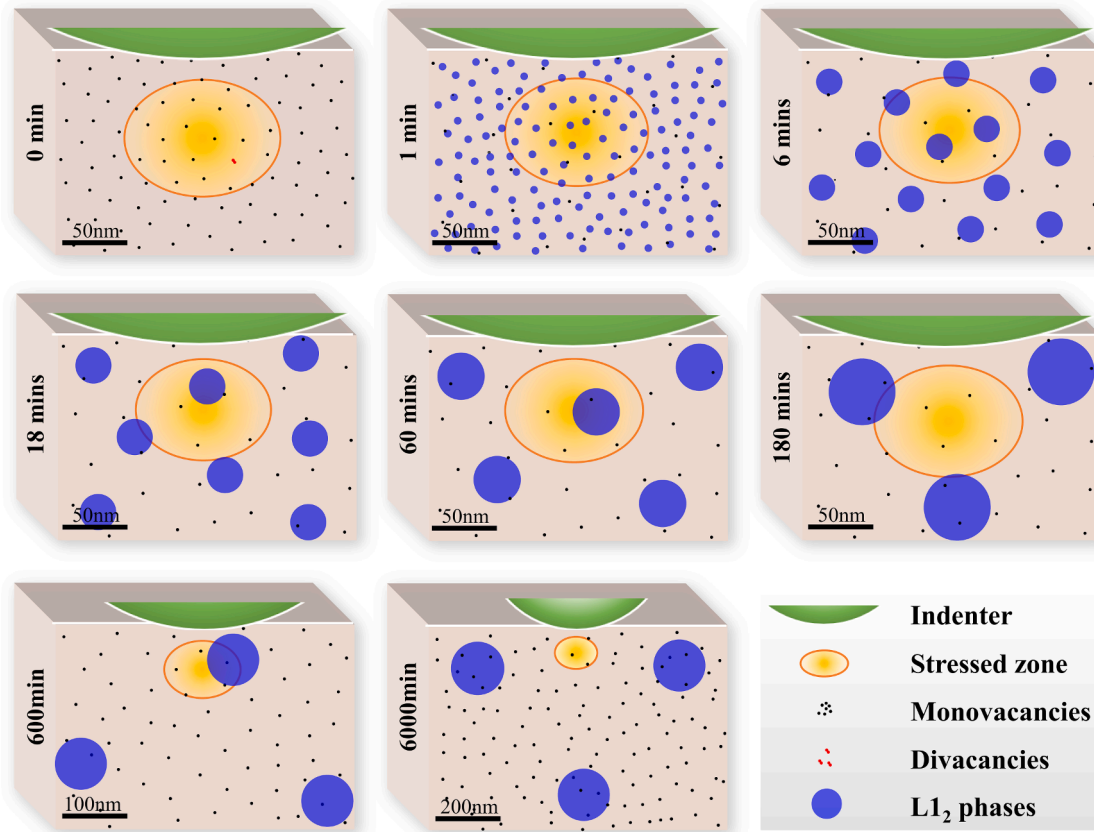 0 min
50nm
1 min
50nm
6 mins
50nm
18 mins
50nm
60 mins
50nm
180 mins
50nm
600min
100nm
6000min
200nm
Indenter
Stressed zone
Monovacancies
Divacancies
L1₂ phases